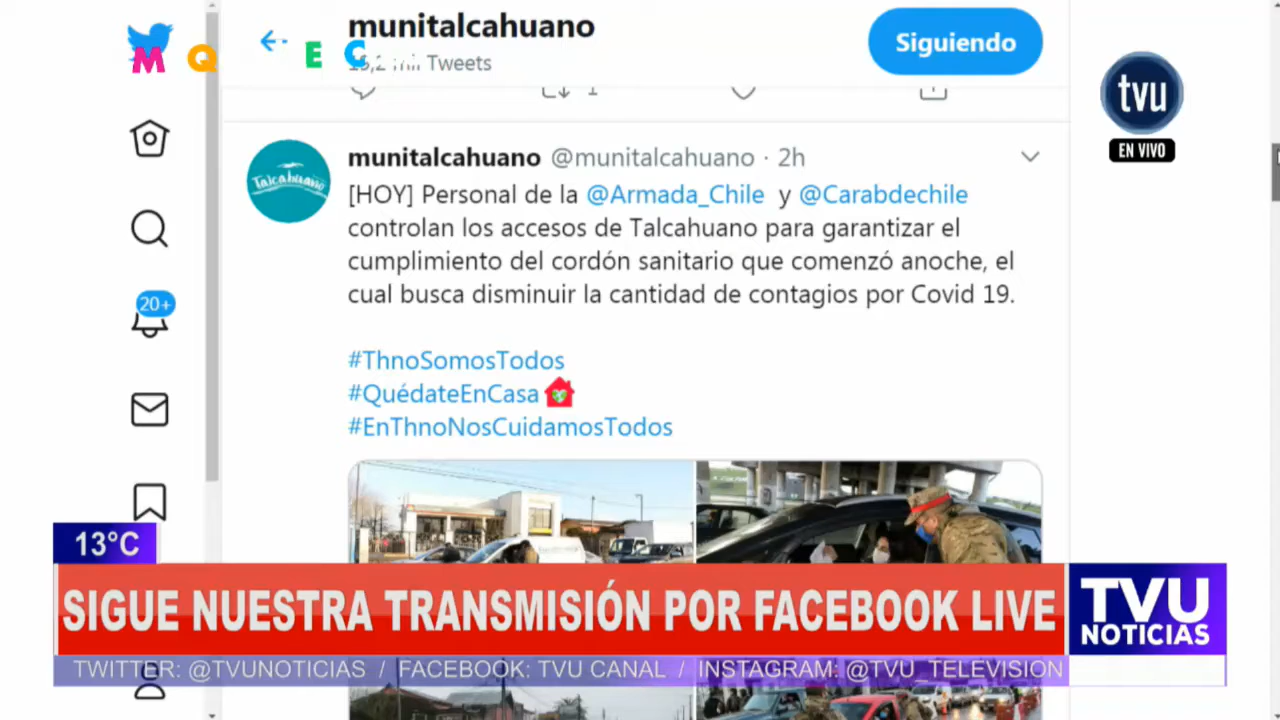 munitalcahuano
Tweets
Siguiendo
M Q E C
1
tvu
EN VIVO
munitalcahuano @munitalcahuano · 2h
[HOY] Personal de la @Armada_Chile y @Carabdechile
controlan los accesos de Talcahuano para garantizar el
cumplimiento del cordón sanitario que comenzó anoche, el
cual busca disminuir la cantidad de contagios por Covid 19.
#ThnoSomosTodos
#QuédateEnCasa
#EnThnoNosCuidamosTodos
20+
Talcahuano
13°C
SIGUE NUESTRA TRANSMISIÓN POR FACEBOOK LIVE
TVU
NOTICIAS
TWITTER: @TVUNOTICIAS / FACEBOOK: TVU CANAL / INSTAGRAM: @TVU_TELEVISION